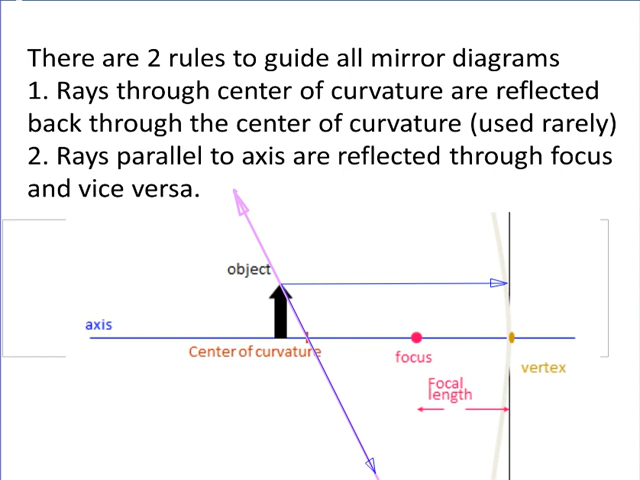 There are 2 rules to guide all mirror diagrams
1. Rays through center of curvature are reflected
back through the center of curvature (used rarely)
2. Rays parallel to axis are reflected through focus
and vice versa.
object
axis
Center of curvature
focus
vertex
Focal
length